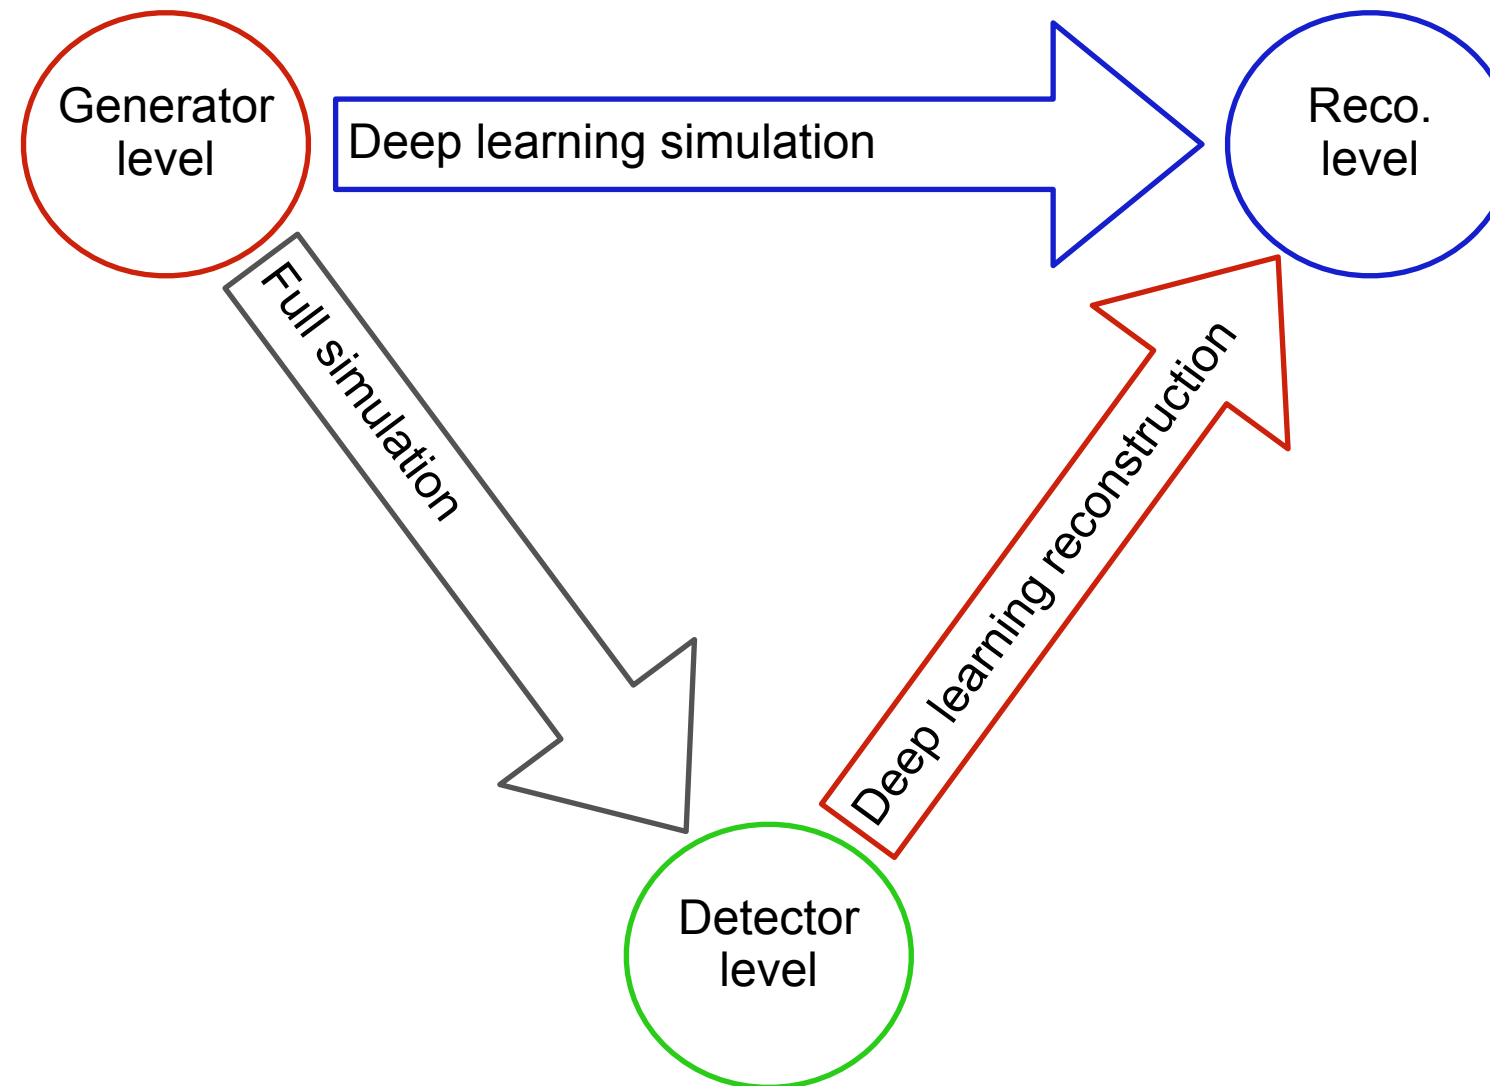 Generator
level
Deep learning simulation
Reco.
level
Full simulation
Deep learning reconstruction
Detector
level